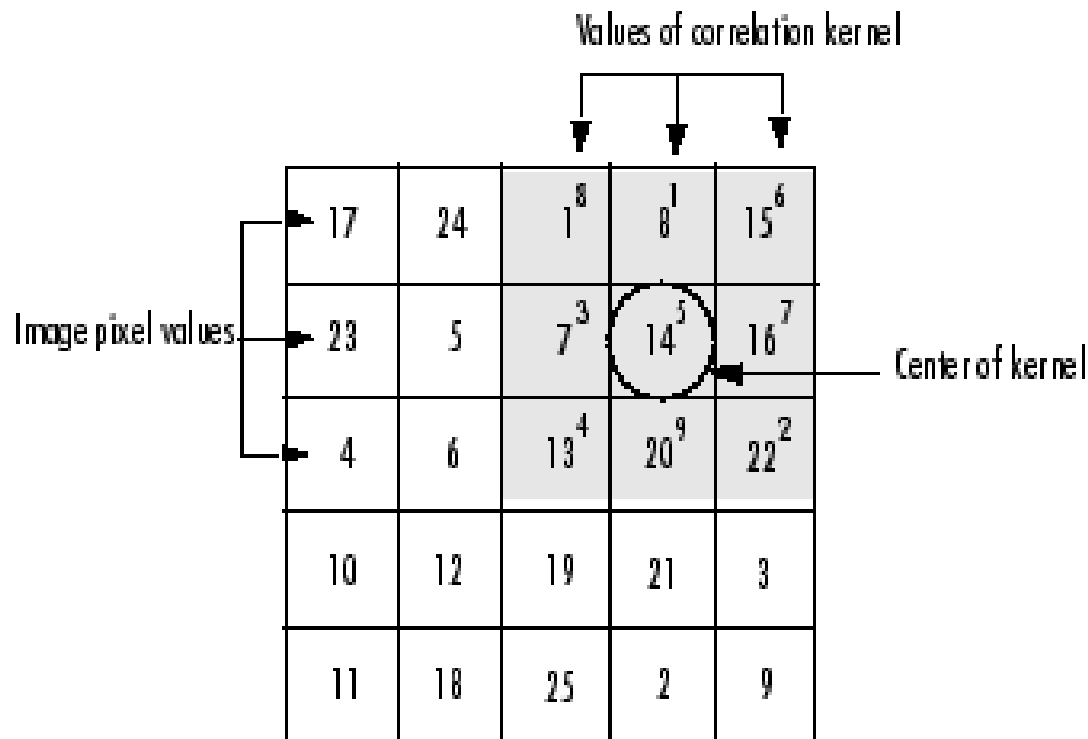 Values of correlation kernel
8 1 6
17 24 1 8 15
3 5 7
Image pixel values 23 5 7 14 16
Center of kernel
4 9 2
4 6 13 20 22
10 12 19 21 3
11 18 25 2 9